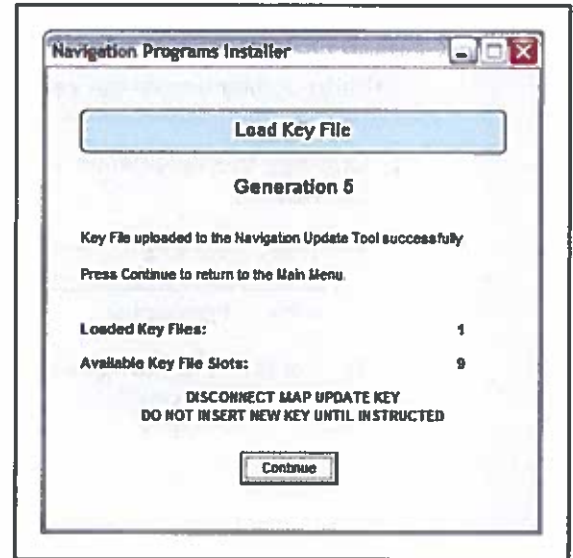 Navigation Programs Installer
Load Key File
Generation 5
Key File uploaded to the Navigation Update Tool successfully
Press Continue to return to the Main Menu.
Loaded Key Files: 1
Available Key File Slots: 9
DISCONNECT MAP UPDATE KEY
DO NOT INSERT NEW KEY UNTIL INSTRUCTED
Continue